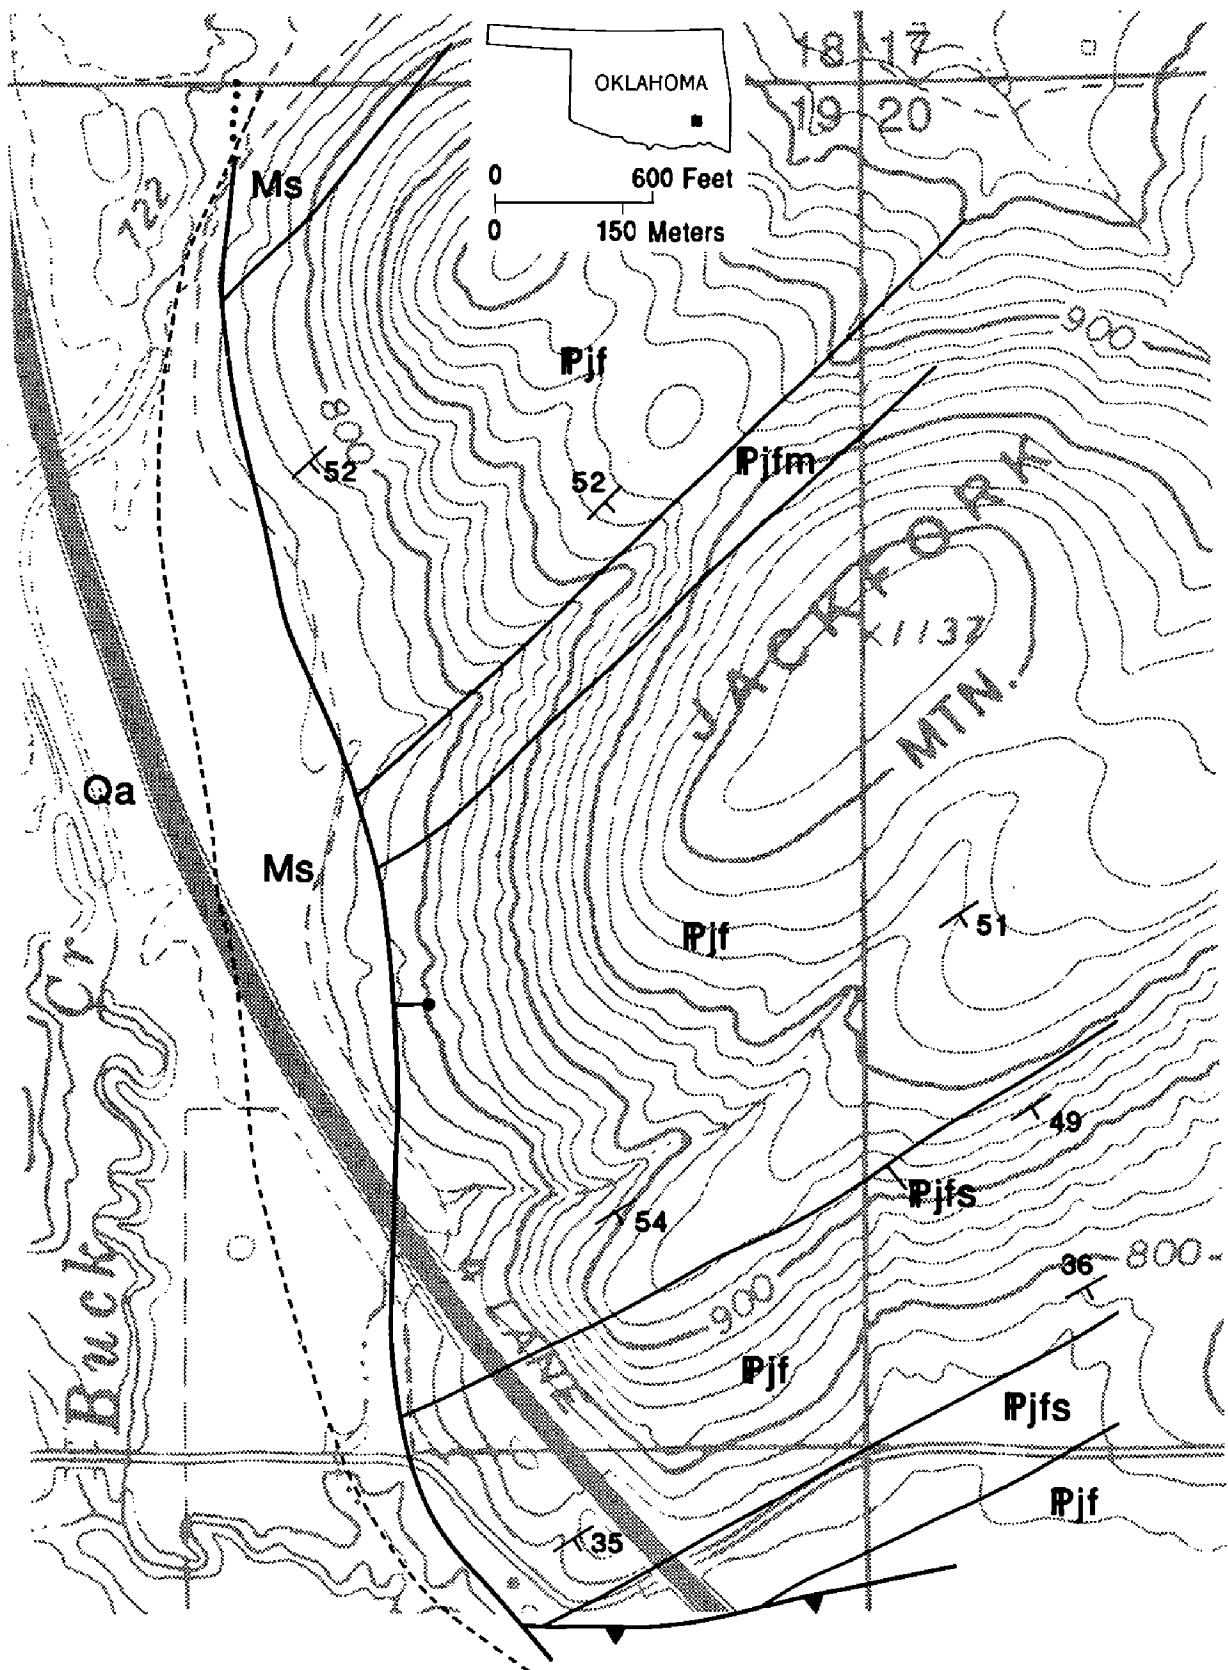 18 17
OKLAHOMA
19 20
0 600 Feet
0 150 Meters
Ms
722
900
Pjf
800
52
52
Pjfm
JACKFORK
x1137
MTN.
Qa
Ms
Pjf
51
Cr
49
Pjfs
54
Buck
800
36
900
LAKE
Pjf
Pjfs
Pjf
35